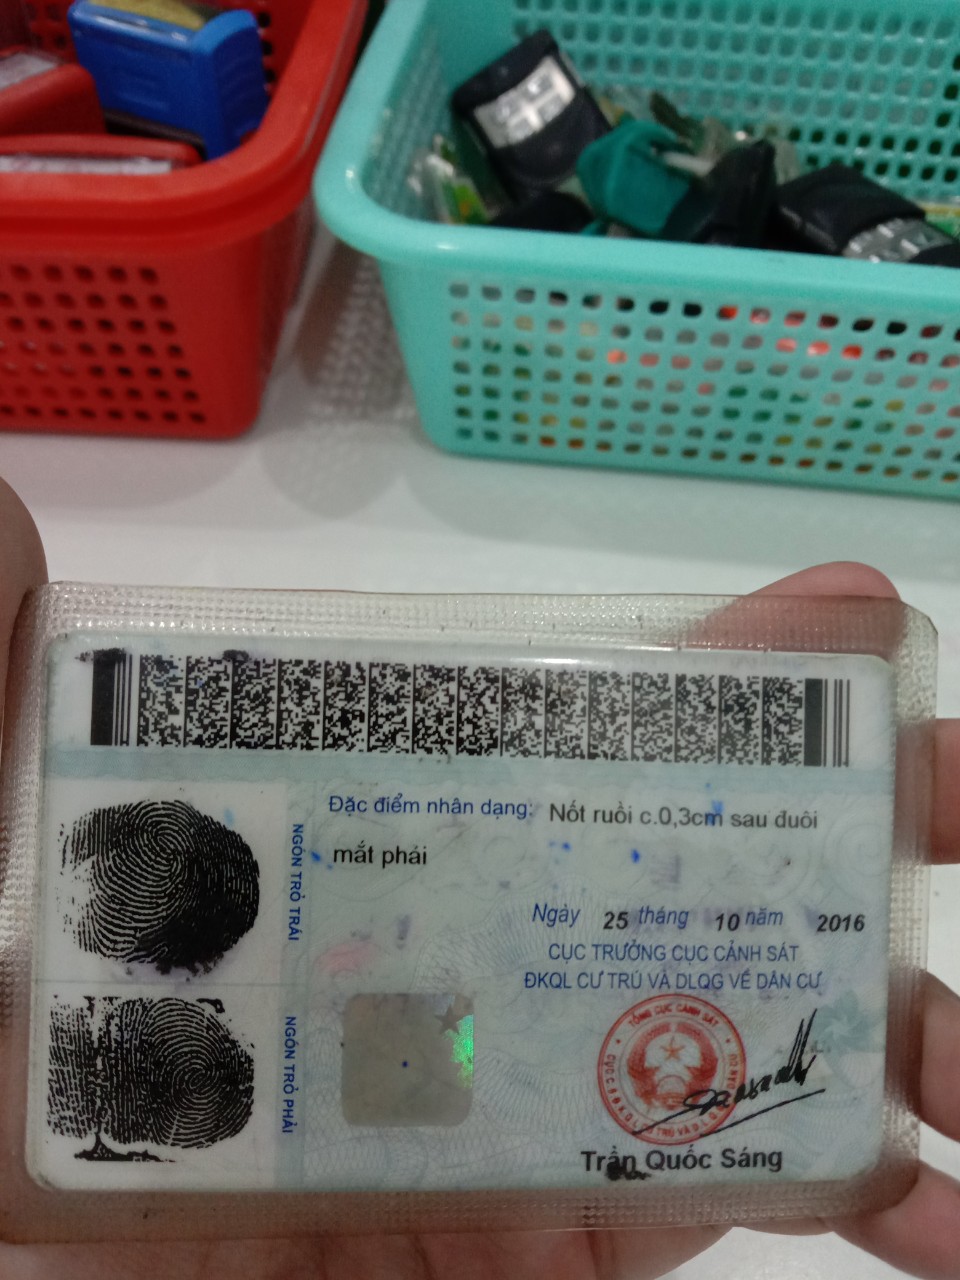 Đặc điểm nhân dạng: Nốt ruồi c.0,3cm sau đuôi
mắt phải
NGÓN TRỎ TRÁI
Ngày 25 tháng 10 năm 2016
CỤC TRƯỞNG CỤC CẢNH SÁT
ĐKQL CƯ TRÚ VÀ DLQG VỀ DÂN CƯ
NGÓN TRỎ PHẢI
TỔNG CỤC CẢNH SÁT
Trần Quốc Sáng